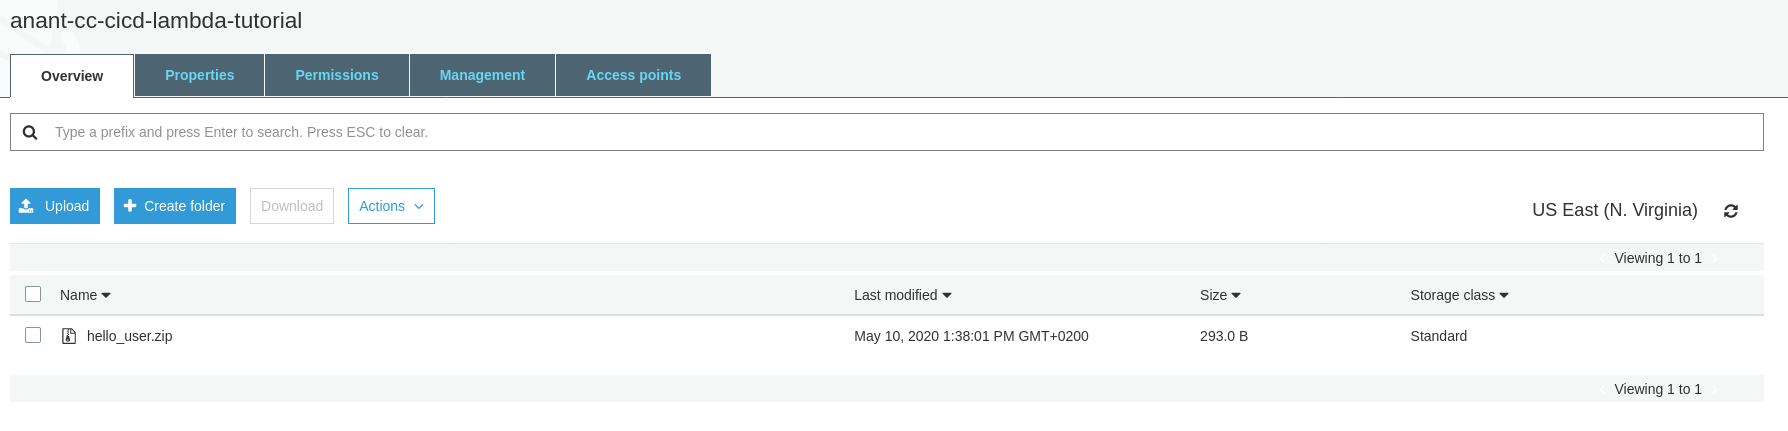 anant-cc-cicd-lambda-tutorial
Overview Properties Permissions Management Access points
Type a prefix and press Enter to search. Press ESC to clear.
Upload Create folder Download Actions US East (N. Virginia)
Viewing 1 to 1
Name Last modified Size Storage class
hello_user.zip May 10, 2020 1:38:01 PM GMT+0200 293.0 B Standard
Viewing 1 to 1